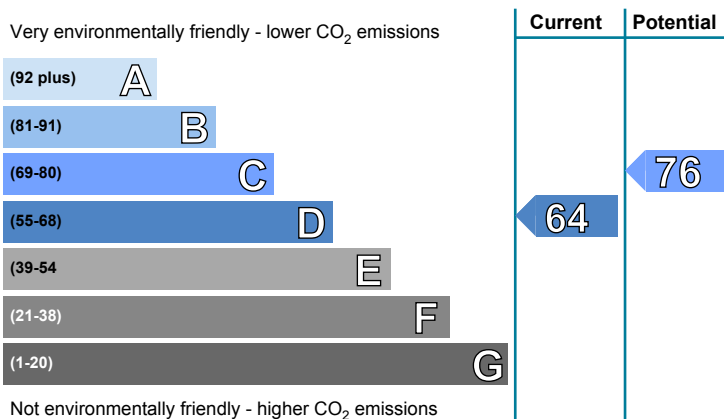 Current Potential
Very environmentally friendly - lower CO2 emissions
(92 plus) A
(81-91) B
(69-80) C 76
(55-68) D 64
(39-54 E
(21-38) F
(1-20) G
Not environmentally friendly - higher CO2 emissions